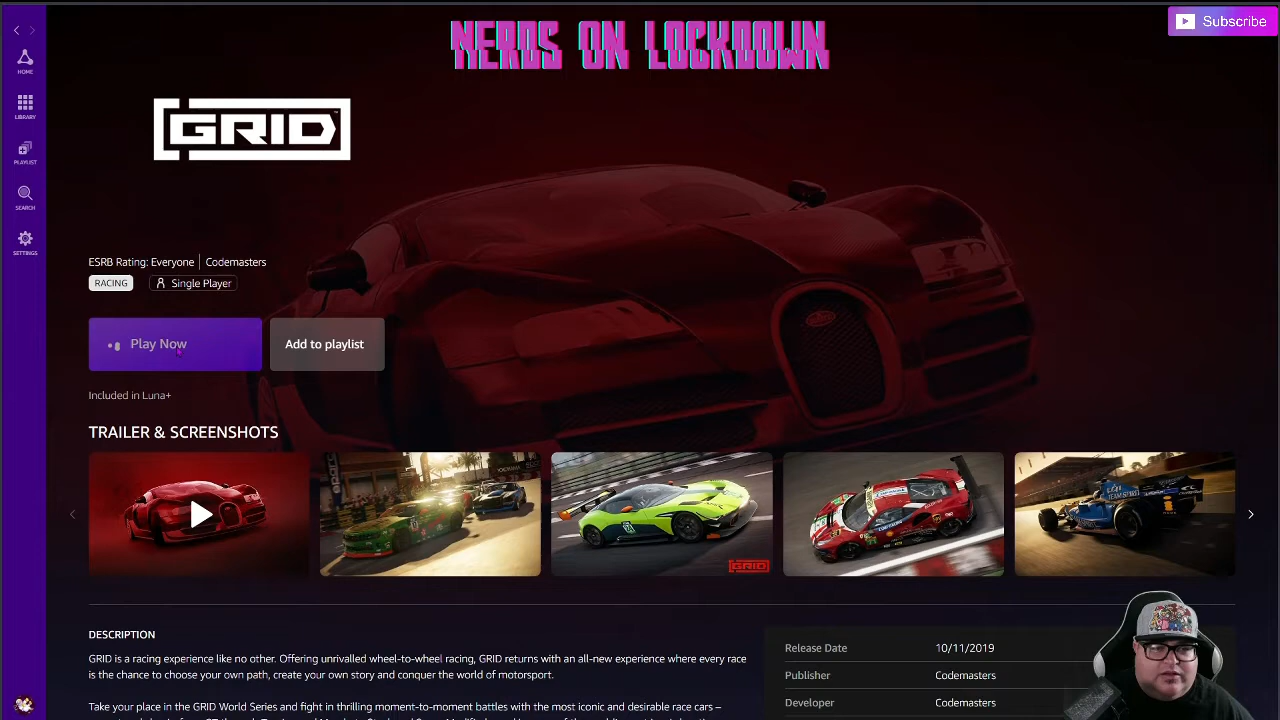 NERDS ON LOCKDOWN
Subscribe
HOME
LIBRARY
PLAYLIST
SEARCH
SETTINGS
GRID
ESRB Rating: Everyone | Codemasters
RACING
Single Player
Play Now
Add to playlist
Included in Luna+
TRAILER & SCREENSHOTS
YOKOHAMA
GRID
DESCRIPTION
GRID is a racing experience like no other. Offering unrivalled wheel-to-wheel racing, GRID returns with an all-new experience where every race
is the chance to choose your own path, create your own story and conquer the world of motorsport.
Take your place in the GRID World Series and fight in thrilling moment-to-moment battles with the most iconic and desirable race cars –
Release Date 10/11/2019
Publisher Codemasters
Developer Codemasters